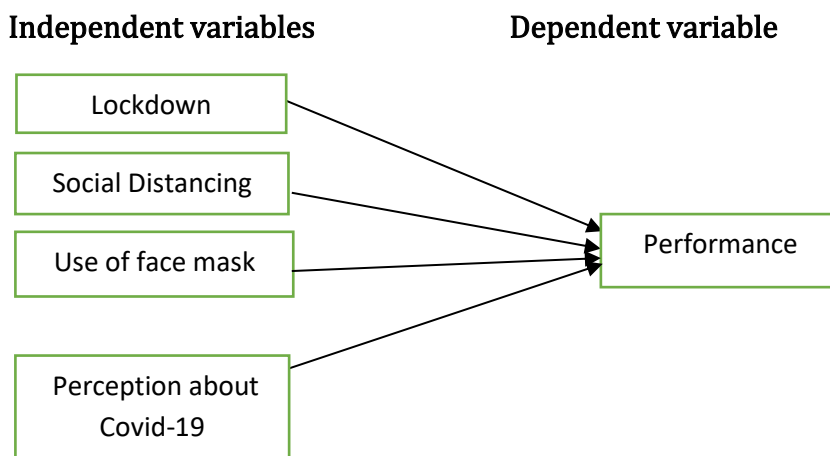 Independent variables
Dependent variable
Lockdown
Social Distancing
Use of face mask
Performance
Perception about
Covid-19